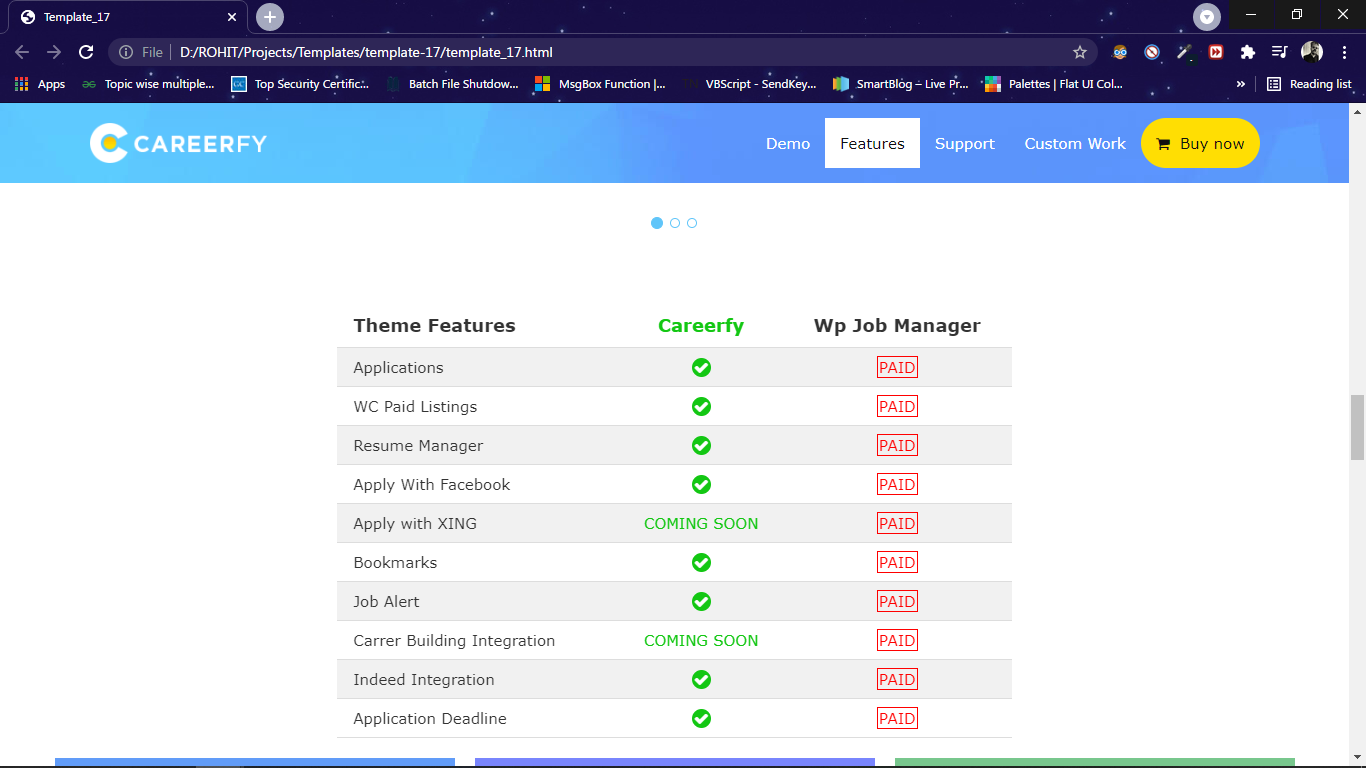 Template_17
File D:/ROHIT/Projects/Templates/template-17/template_17.html
Apps Topic wise multiple... Top Security Certific... Batch File Shutdow... MsgBox Function |... VBScript - SendKey... SmartBlog – Live Pr... Palettes | Flat UI Col... » Reading list
CAREERFY Demo Features Support Custom Work Buy now
Theme Features Careerfy Wp Job Manager
Applications PAID
WC Paid Listings PAID
Resume Manager PAID
Apply With Facebook PAID
Apply with XING COMING SOON PAID
Bookmarks PAID
Job Alert PAID
Carrer Building Integration COMING SOON PAID
Indeed Integration PAID
Application Deadline PAID